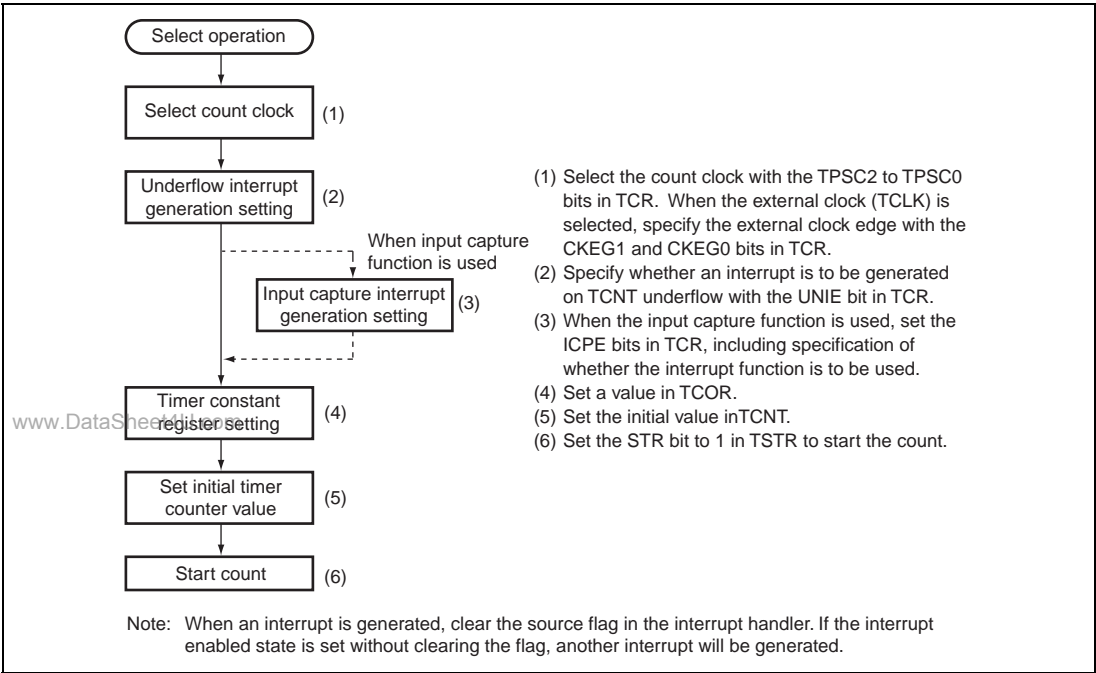 Select operation
Select count clock
(1)
Underflow interrupt
generation setting
(2)
When input capture
function is used
Input capture interrupt
generation setting
(3)
Timer constant
register setting
(4)
www.DataSheet4U.com
Set initial timer
counter value
(5)
Start count
(6)
(1) Select the count clock with the TPSC2 to TPSC0
bits in TCR. When the external clock (TCLK) is
selected, specify the external clock edge with the
CKEG1 and CKEG0 bits in TCR.
(2) Specify whether an interrupt is to be generated
on TCNT underflow with the UNIE bit in TCR.
(3) When the input capture function is used, set the
ICPE bits in TCR, including specification of
whether the interrupt function is to be used.
(4) Set a value in TCOR.
(5) Set the initial value inTCNT.
(6) Set the STR bit to 1 in TSTR to start the count.
Note: When an interrupt is generated, clear the source flag in the interrupt handler. If the interrupt
enabled state is set without clearing the flag, another interrupt will be generated.